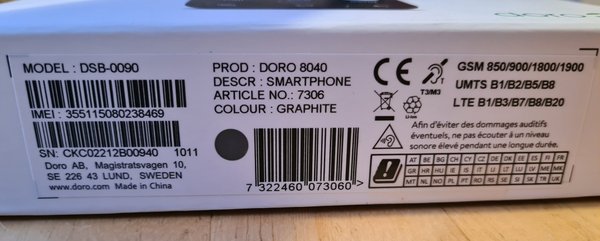 doro
MODEL : DSB-0090
IMEI : 355115080238469
SN: CKC02212B00940 1011
Doro AB, Magistratsvagen 10,
SE 226 43 LUND, SWEDEN
www.doro.com Made in China
PROD : DORO 8040
DESCR : SMARTPHONE
ARTICLE NO.: 7306
COLOUR : GRAPHITE
7 322460 073060 >
CE
T
T3/M3
Li-ion
GSM 850/900/1800/1900
UMTS B1/B2/B5/B8
LTE B1/B3/B7/B8/B20
Afin d'éviter des dommages auditifs
éventuels, ne pas écouter à un niveau
sonore élevé pendant une longue durée.
AT BE BG CH CY CZ DE DK EE ES FI FR
GR HR HU IE IS IT LI LT LU LV
MT NL NO PL PT RO SE SI SK TR UK